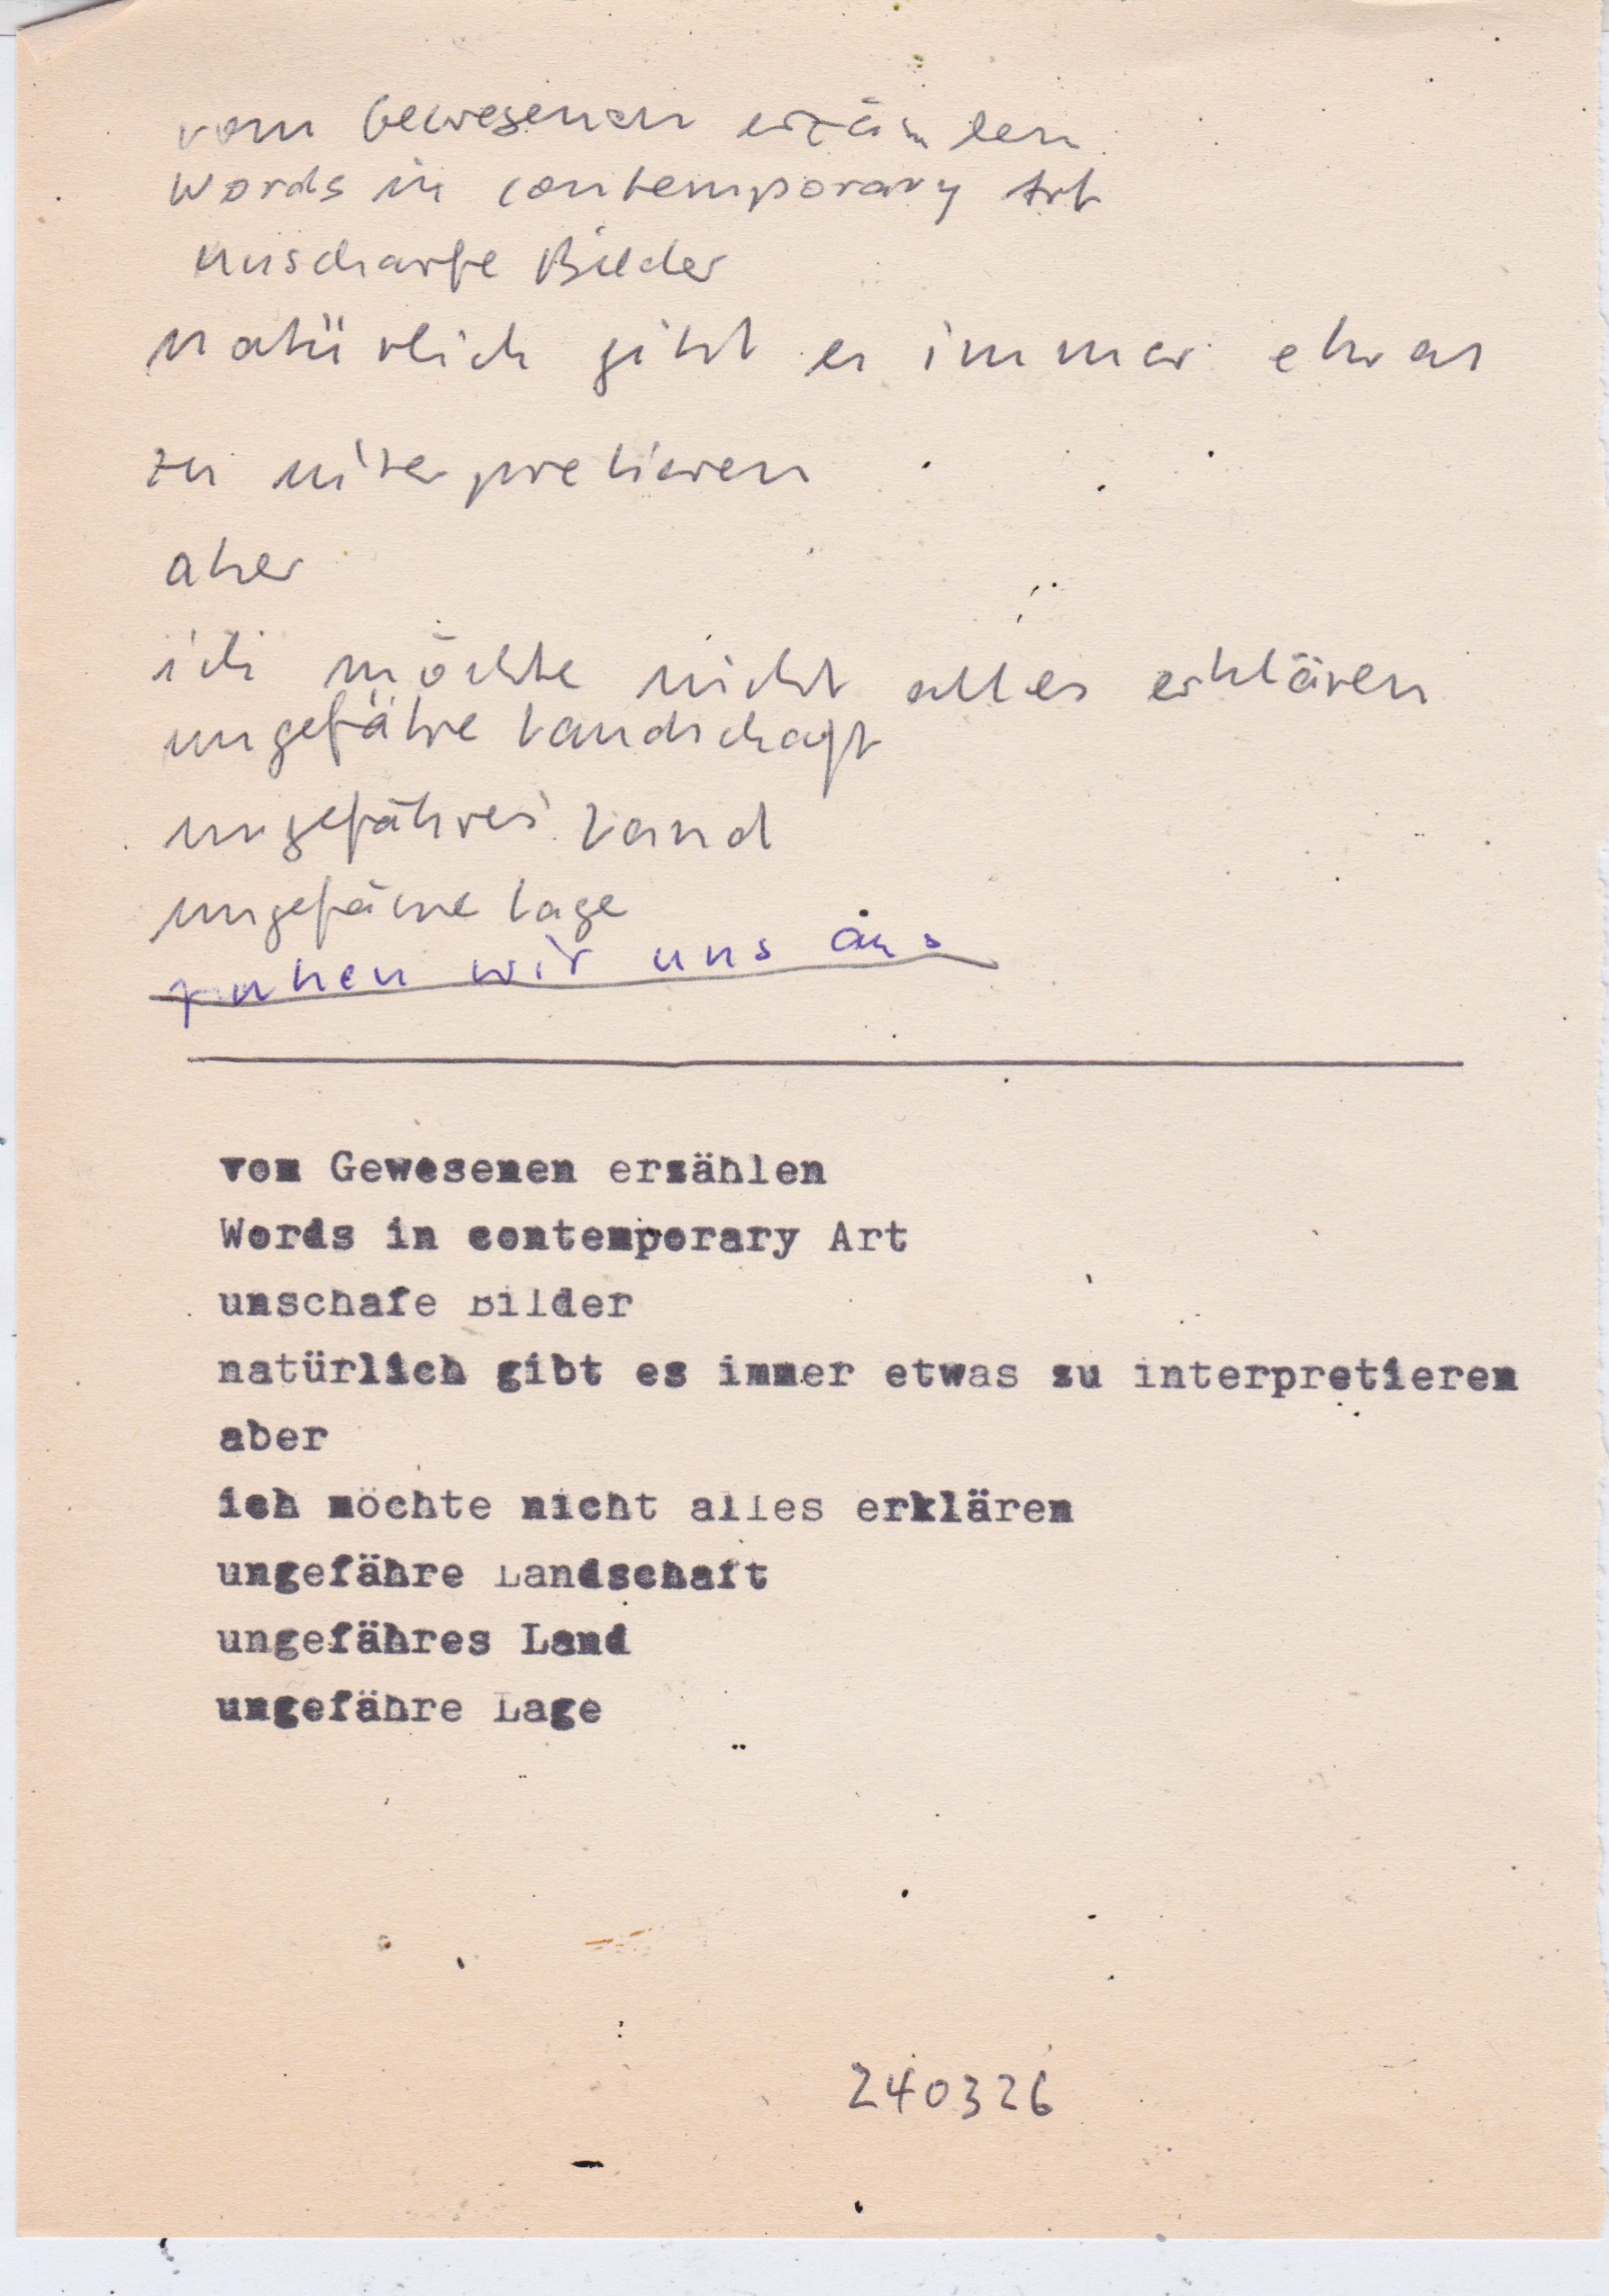 vom Gewesenen erzählen
Words in contemporary Art
unscharfe Bilder
natürlich gibt es immer etwas
zu interpretieren
aber
ich möchte nicht alles erklären
ungefähre Landschaft
ungefähres Land
ungefähre Lage
ruhen wir uns aus
vom Gewesenen erzählen
Words in contemporary Art
unschafe Bilder
natürlich gibt es immer etwas zu interpretieren
aber
ich möchte nicht alles erklären
ungefähre Landschaft
ungefähres Land
ungefähre Lage
240326